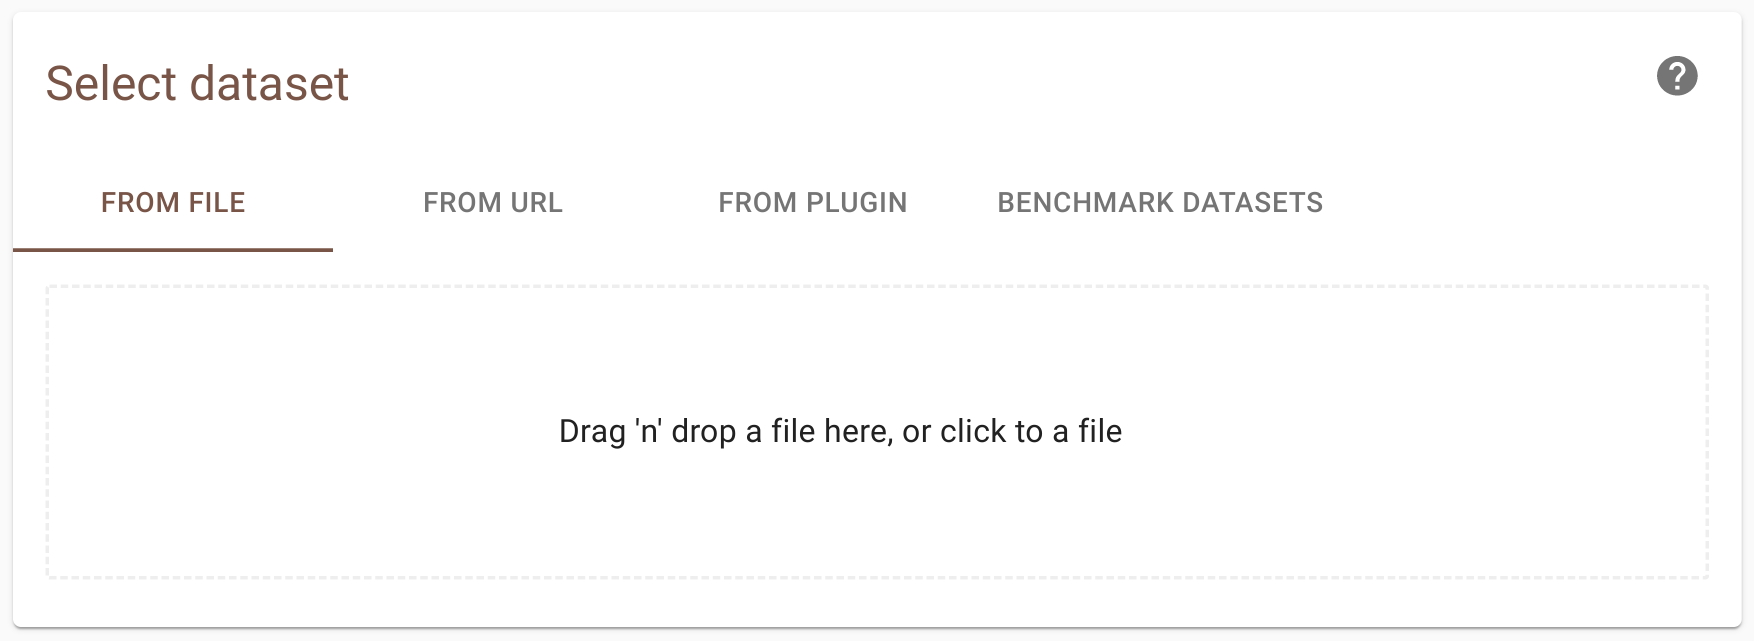 Select dataset
?
FROM FILE FROM URL FROM PLUGIN BENCHMARK DATASETS
Drag 'n' drop a file here, or click to a file